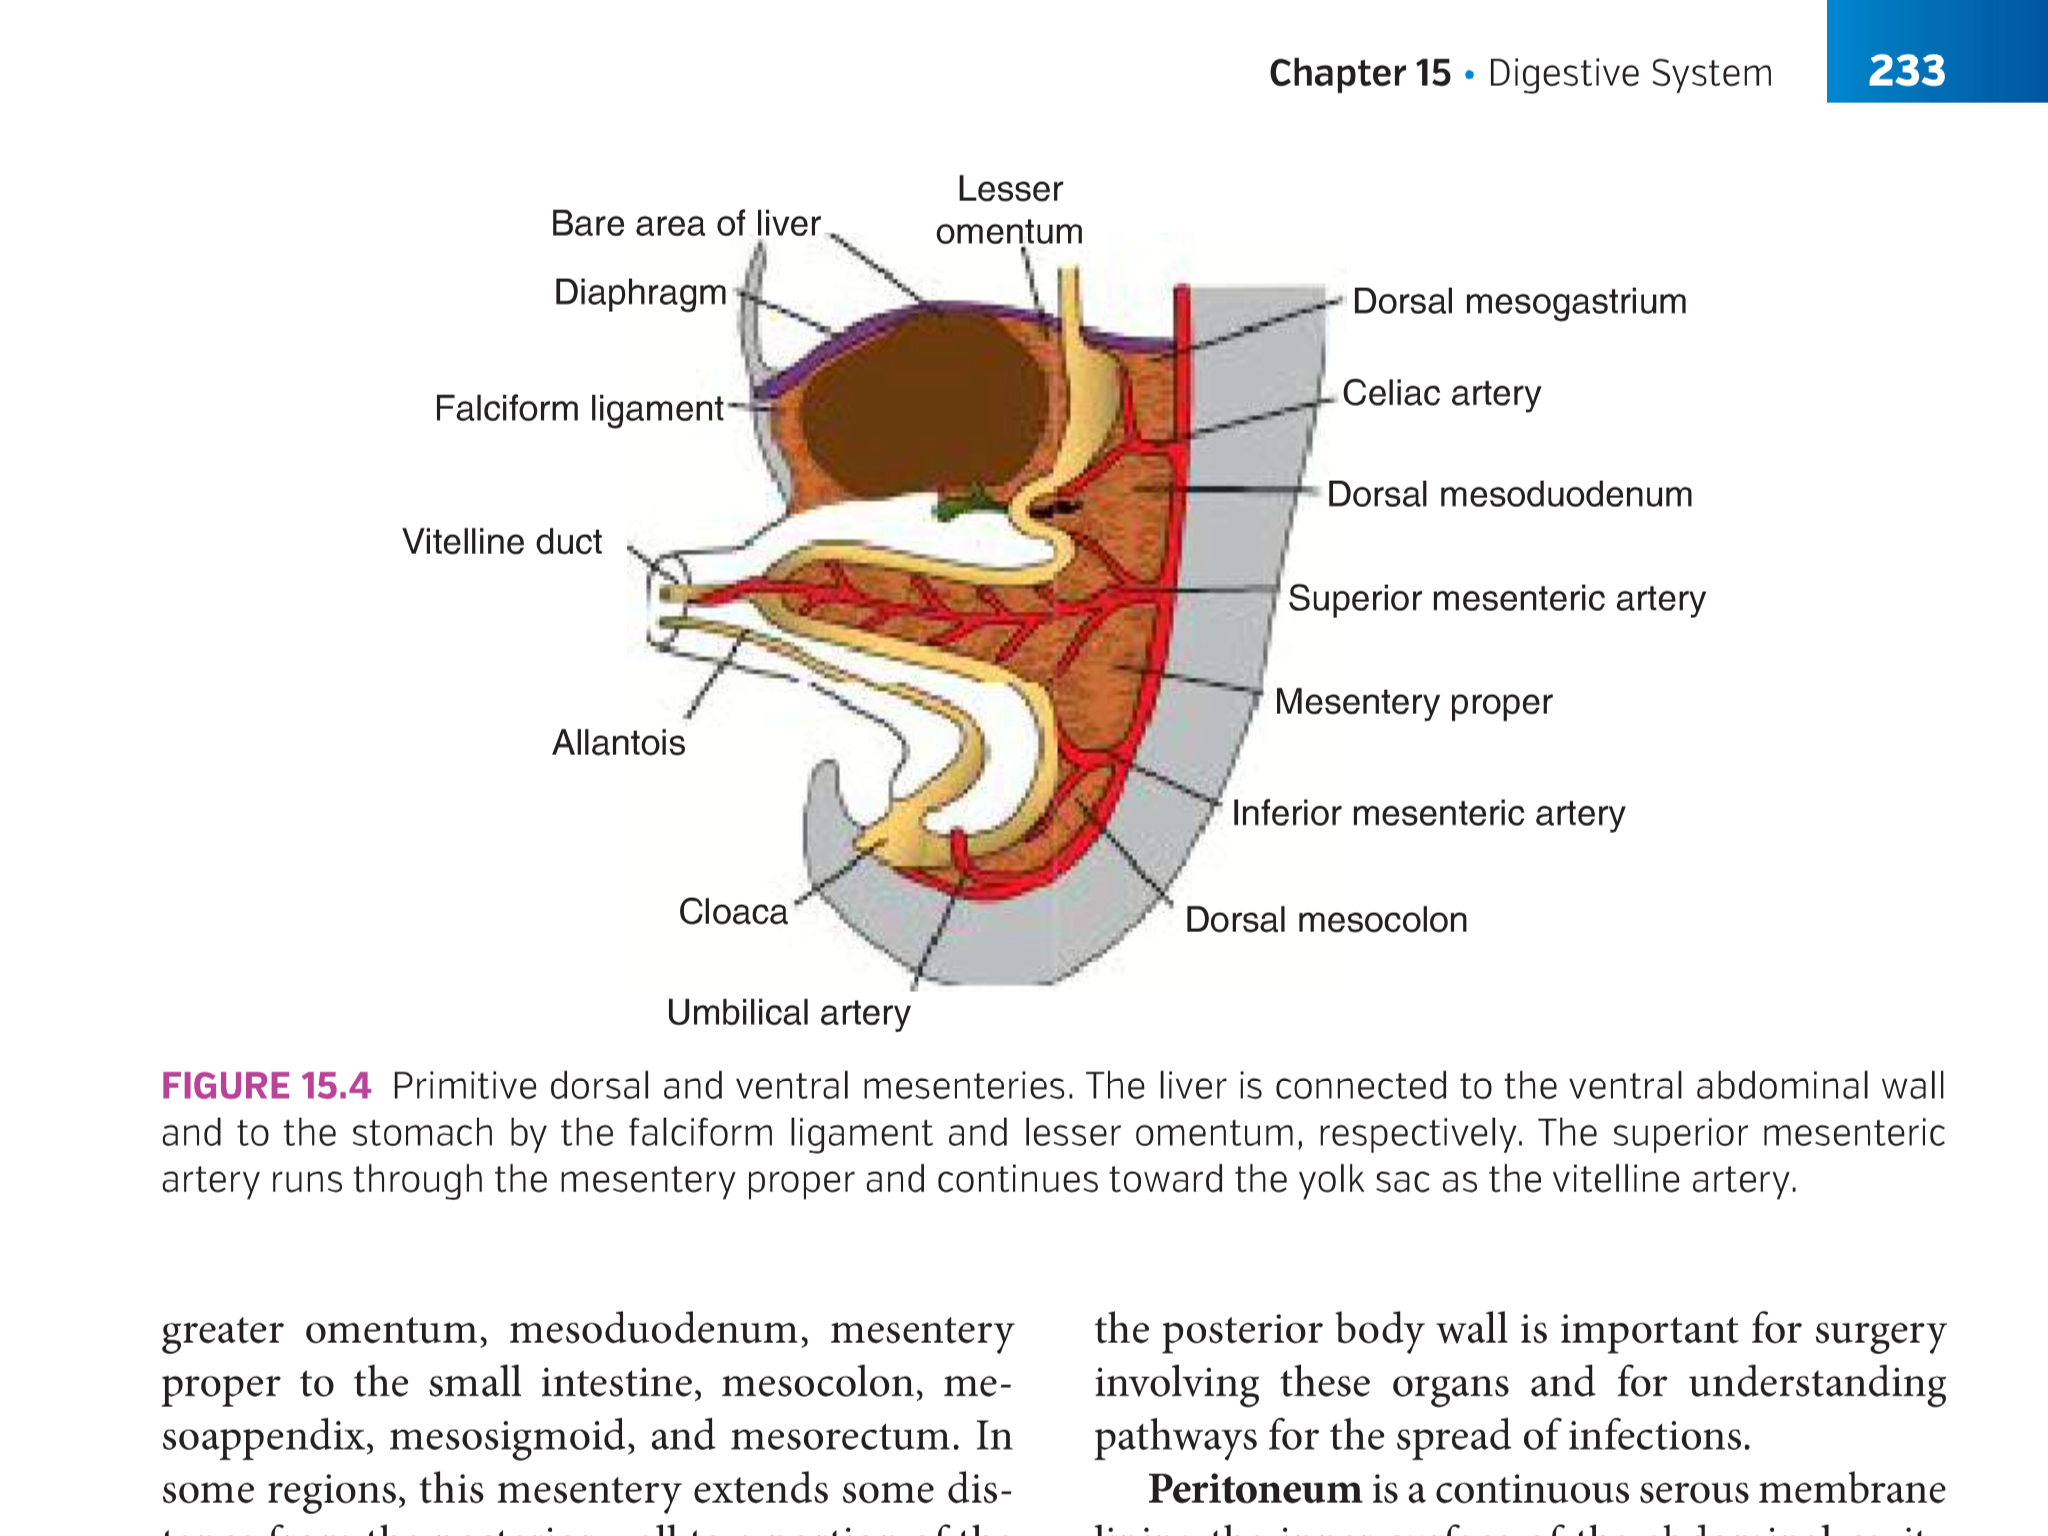 Chapter 15 • Digestive System 233
Lesser
omentum
Bare area of liver
Diaphragm
Falciform ligament
Vitelline duct
Allantois
Cloaca
Umbilical artery
Dorsal mesogastrium
Celiac artery
Dorsal mesoduodenum
Superior mesenteric artery
Mesentery proper
Inferior mesenteric artery
Dorsal mesocolon
FIGURE 15.4 Primitive dorsal and ventral mesenteries. The liver is connected to the ventral abdominal wall
and to the stomach by the falciform ligament and lesser omentum, respectively. The superior mesenteric
artery runs through the mesentery proper and continues toward the yolk sac as the vitelline artery.
greater omentum, mesoduodenum, mesentery
proper to the small intestine, mesocolon, me-
soappendix, mesosigmoid, and mesorectum. In
some regions, this mesentery extends some dis-
the posterior body wall is important for surgery
involving these organs and for understanding
pathways for the spread of infections.
Peritoneum is a continuous serous membrane